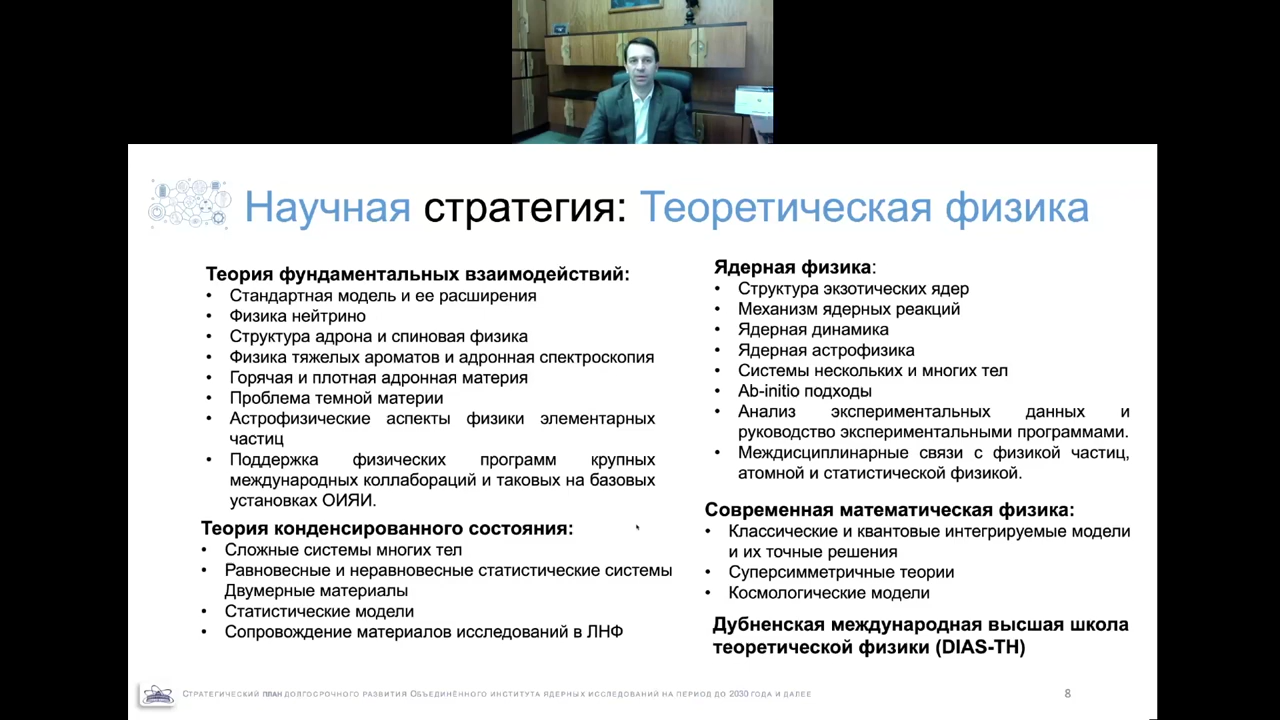 Научная стратегия: Теоретическая физика
Теория фундаментальных взаимодействий:
• Стандартная модель и ее расширения
• Физика нейтрино
• Структура адрона и спиновая физика
• Физика тяжелых ароматов и адронная спектроскопия
• Горячая и плотная адронная материя
• Проблема темной материи
• Астрофизические аспекты физики элементарных
частиц
• Поддержка физических программ крупных
международных коллабораций и таковых на базовых
установках ОИЯИ.
Теория конденсированного состояния:
• Сложные системы многих тел
• Равновесные и неравновесные статистические системы
Двумерные материалы
• Статистические модели
• Сопровождение материалов исследований в ЛНФ
Ядерная физика:
• Структура экзотических ядер
• Механизм ядерных реакций
• Ядерная динамика
• Ядерная астрофизика
• Системы нескольких и многих тел
• Ab-initio подходы
• Анализ экспериментальных данных и
руководство экспериментальными программами.
• Междисциплинарные связи с физикой частиц,
атомной и статистической физикой.
Современная математическая физика:
• Классические и квантовые интегрируемые модели
и их точные решения
• Суперсимметричные теории
• Космологические модели
Дубненская международная высшая школа
теоретической физики (DIAS-TH)
Стратегический план долгосрочного развития Объединённого института ядерных исследований на период до 2030 года и далее
8